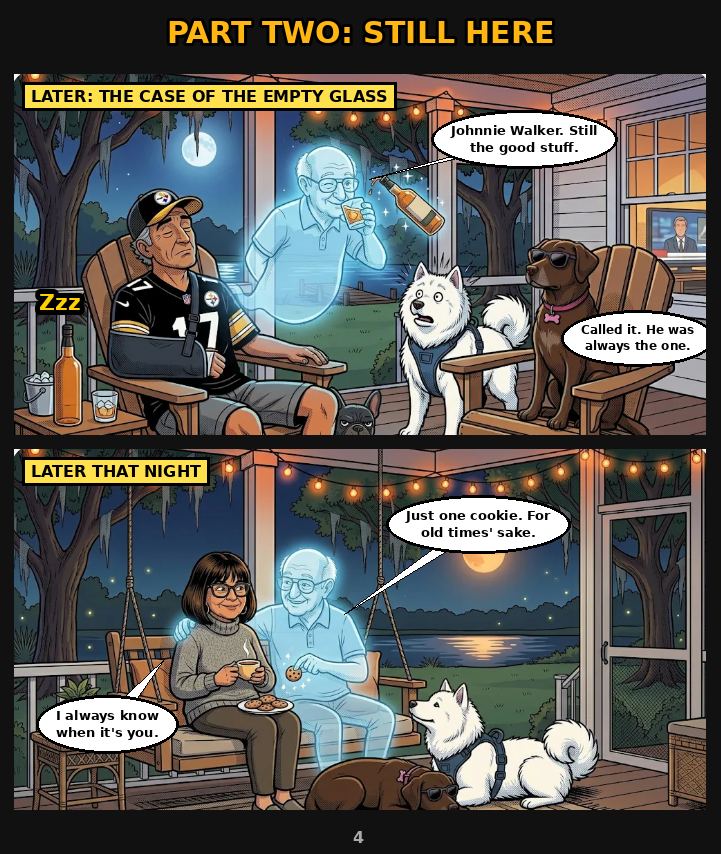 PART TWO: STILL HERE
LATER: THE CASE OF THE EMPTY GLASS
Johnnie Walker. Still
the good stuff.
Zzz
17
Called it. He was
always the one.
LATER THAT NIGHT
Just one cookie. For
old times' sake.
I always know
when it's you.
4